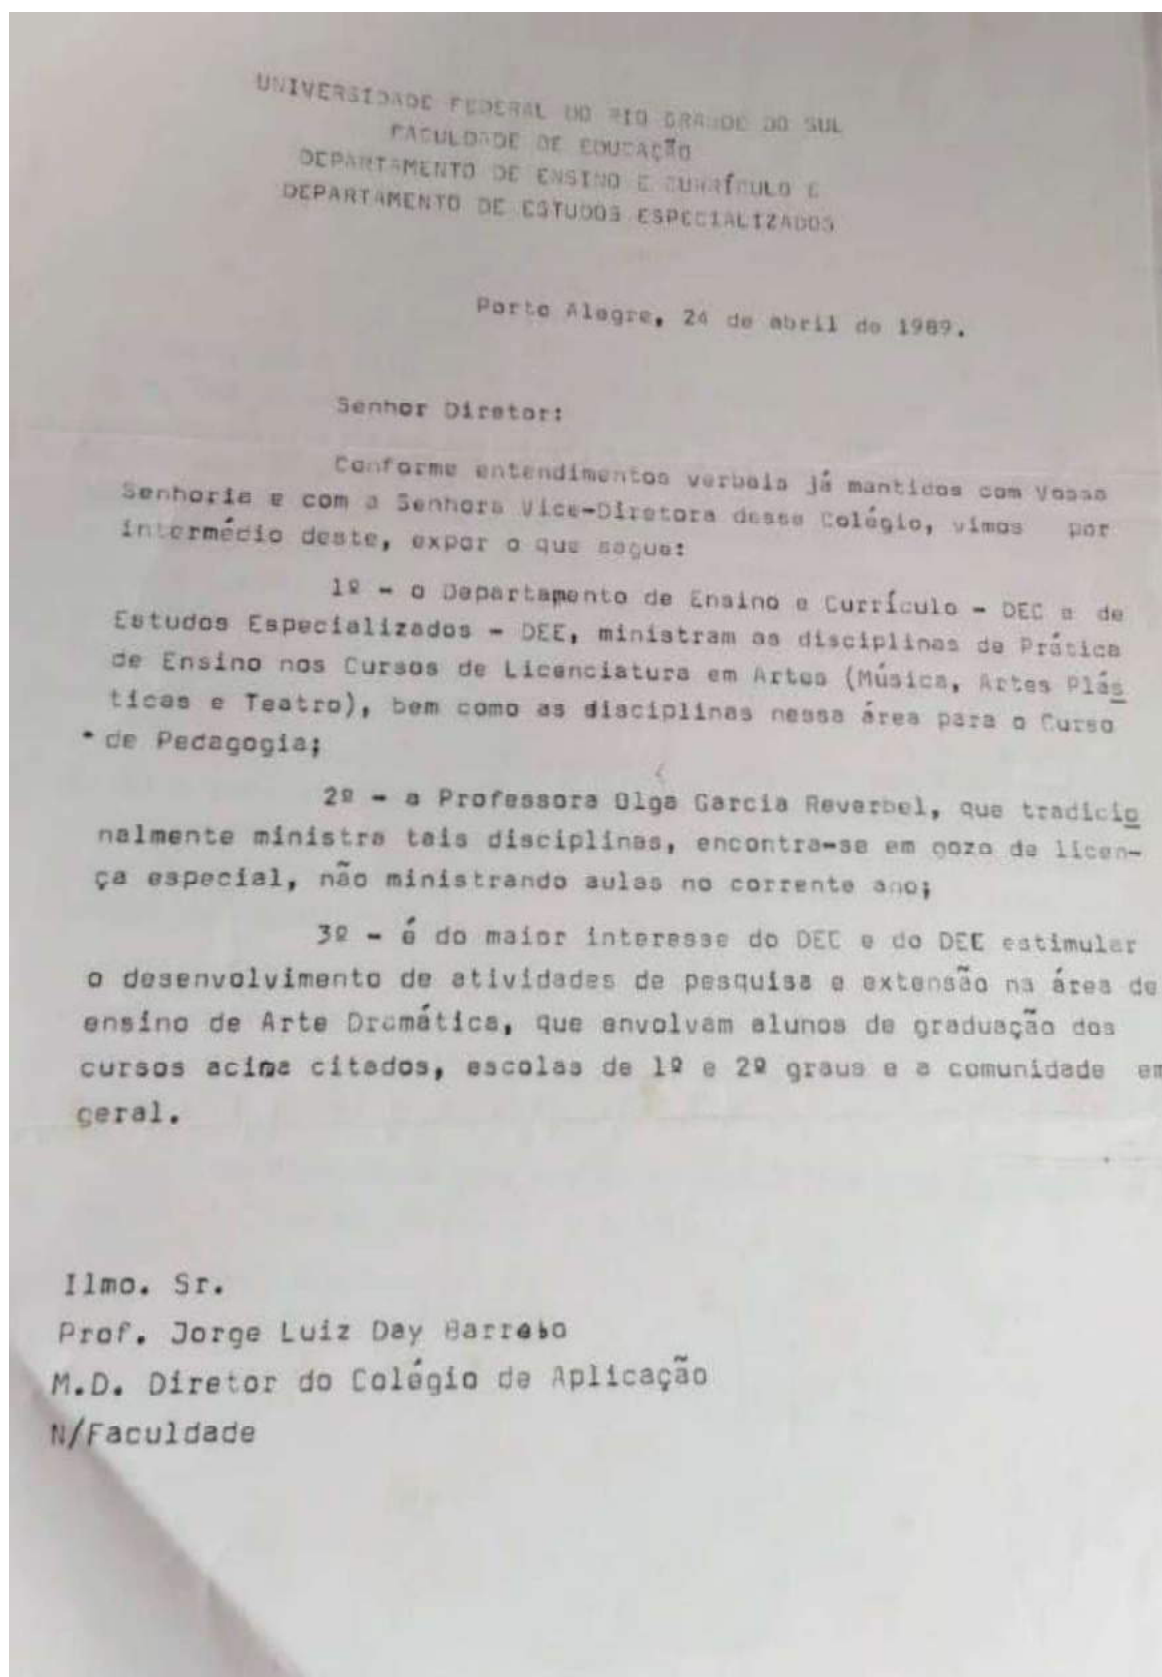 UNIVERSIDADE FEDERAL DO RIO GRANDE DO SUL
FACULDADE DE EDUCAÇÃO
DEPARTAMENTO DE ENSINO E CURRÍCULO E
DEPARTAMENTO DE ESTUDOS ESPECIALIZADOS
Porto Alegre, 24 de abril de 1989.
Senhor Diretor:
Conforme entendimentos verbais já mantidos com Vossa
Senhoria e com a Senhora Vice-Diretora desse Colégio, vimos por
intermédio deste, expor o que segue:
1º - o Departamento de Ensino e Currículo - DEC e de
Estudos Especializados - DEE, ministram as disciplinas de Prática
de Ensino nos Cursos de Licenciatura em Artes (Música, Artes Plás
ticas e Teatro), bem como as disciplinas nessa área para o Curso
de Pedagogia;
2º - a Professora Olga Garcia Reverbel, que tradicio
nalmente ministra tais disciplinas, encontra-se em gozo de licen-
ça especial, não ministrando aulas no corrente ano;
3º - é do maior interesse do DEC e do DEE estimular
o desenvolvimento de atividades de pesquisa e extensão na área de
ensino de Arte Dramática, que envolvam alunos de graduação dos
cursos acima citados, escolas de 1º e 2º graus e a comunidade em
geral.
Ilmo. Sr.
Prof. Jorge Luiz Day Barreto
M.D. Diretor do Colégio de Aplicação
N/Faculdade